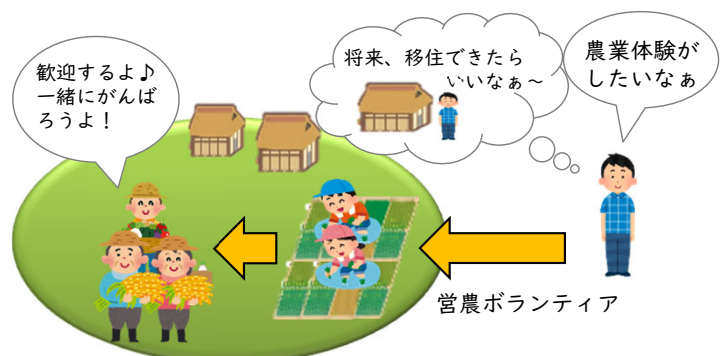 歓迎するよ♪
一緒にがんば
ろうよ！
将来、移住できたら
いいなぁ～
農業体験が
したいなぁ
営農ボランティア